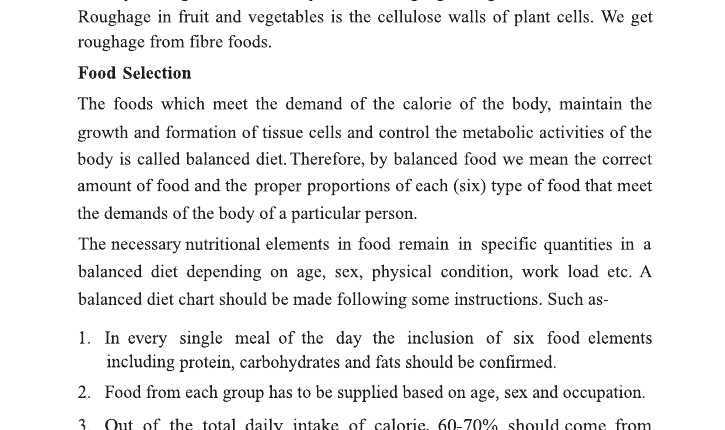 Roughage in fruit and vegetables is the cellulose walls of plant cells. We get
roughage from fibre foods.
Food Selection
The foods which meet the demand of the calorie of the body, maintain the
growth and formation of tissue cells and control the metabolic activities of the
body is called balanced diet. Therefore, by balanced food we mean the correct
amount of food and the proper proportions of each (six) type of food that meet
the demands of the body of a particular person.
The necessary nutritional elements in food remain in specific quantities in a
balanced diet depending on age, sex, physical condition, work load etc. A
balanced diet chart should be made following some instructions. Such as-
1. In every single meal of the day the inclusion of six food elements
including protein, carbohydrates and fats should be confirmed.
2. Food from each group has to be supplied based on age, sex and occupation.
3. Out of the total daily intake of calorie, 60-70% should come from